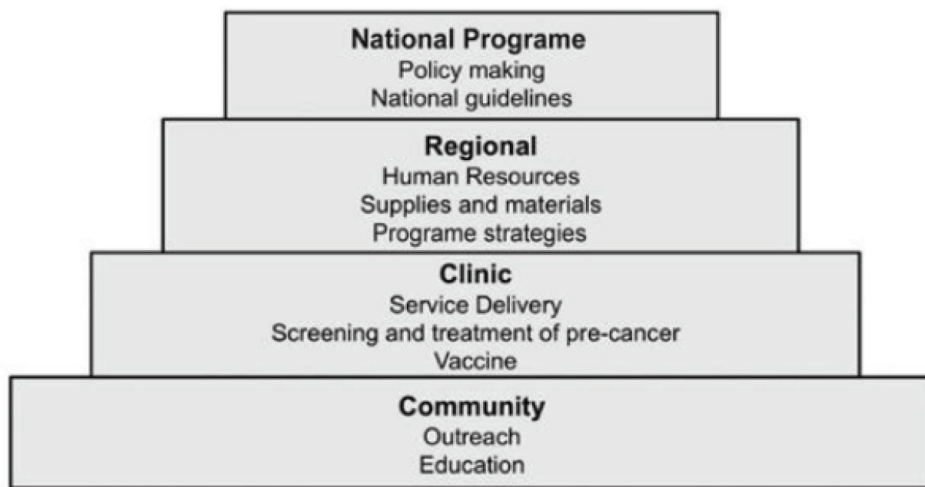 National Programe
Policy making
National guidelines
Regional
Human Resources
Supplies and materials
Programe strategies
Clinic
Service Delivery
Screening and treatment of pre-cancer
Vaccine
Community
Outreach
Education